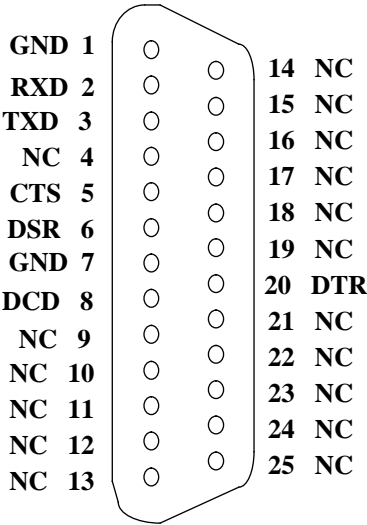 GND 1
RXD 2
TXD 3
NC 4
CTS 5
DSR 6
GND 7
DCD 8
NC 9
NC 10
NC 11
NC 12
NC 13
14 NC
15 NC
16 NC
17 NC
18 NC
19 NC
20 DTR
21 NC
22 NC
23 NC
24 NC
25 NC